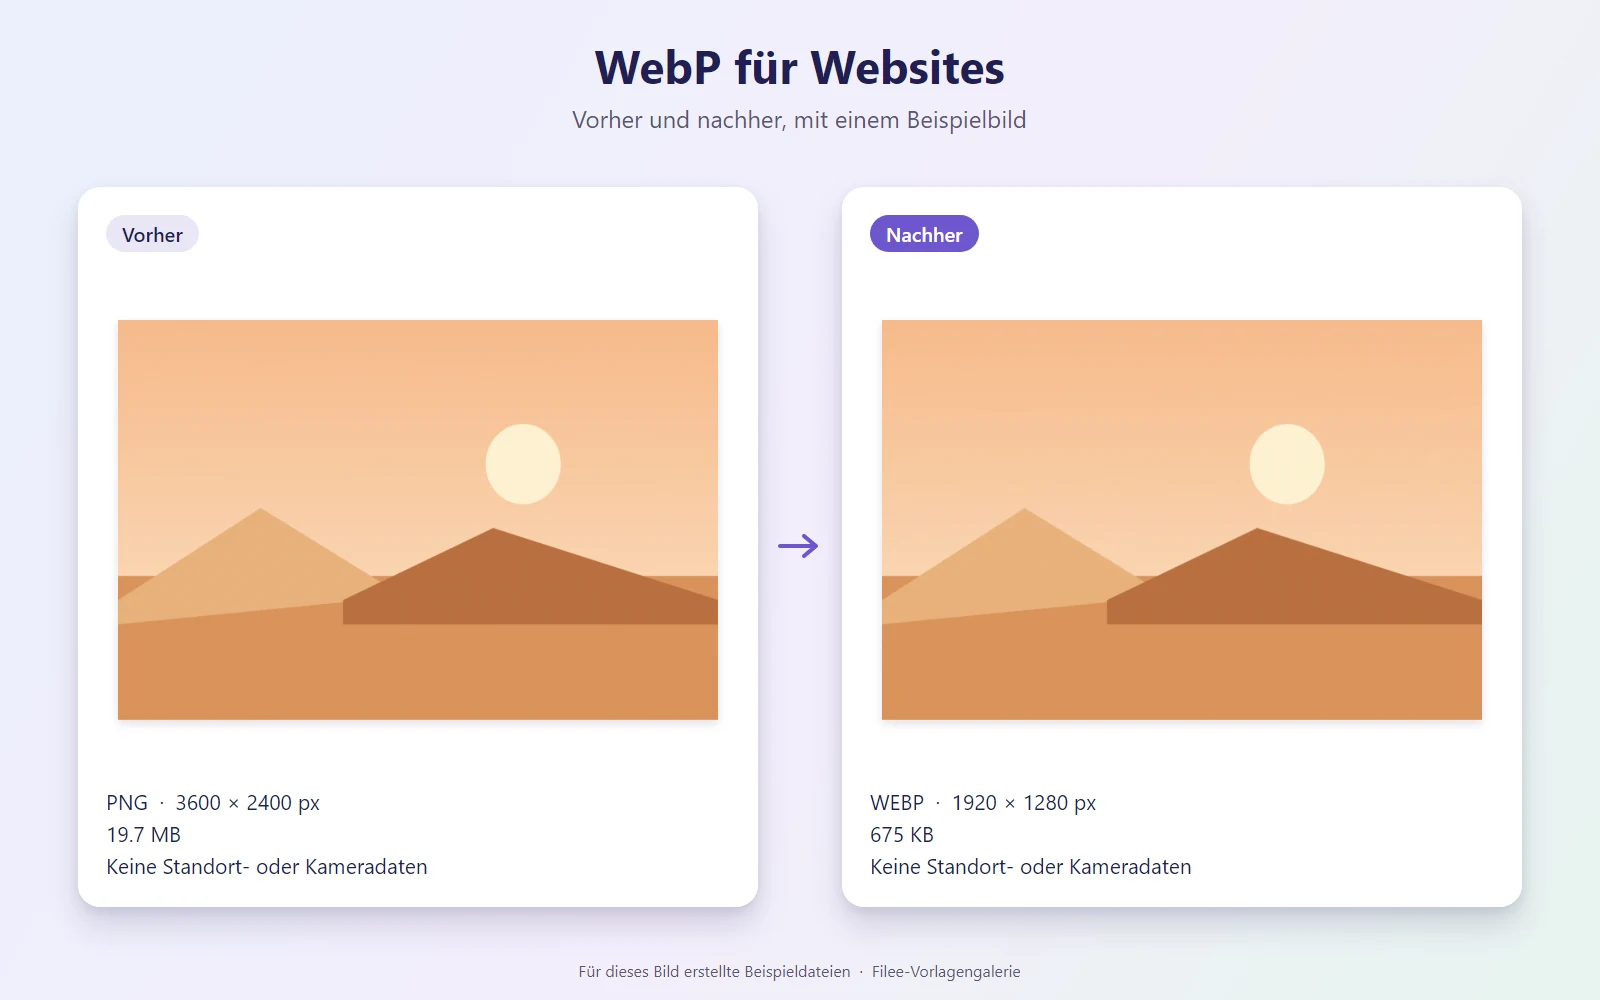 WebP für Websites
Vorher und nachher, mit einem Beispielbild
Vorher
PNG · 3600 × 2400 px
19.7 MB
Keine Standort- oder Kameradaten
Nachher
WEBP · 1920 × 1280 px
675 KB
Keine Standort- oder Kameradaten
Für dieses Bild erstellte Beispieldateien · Filee-Vorlagengalerie